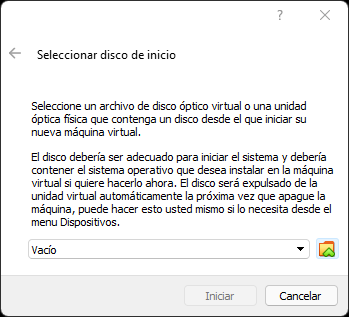 Seleccionar disco de inicio
Seleccione un archivo de disco óptico virtual o una unidad
óptica física que contenga un disco desde el que iniciar su
nueva máquina virtual.
El disco debería ser adecuado para iniciar el sistema y debería
contener el sistema operativo que desea instalar en la máquina
virtual si quiere hacerlo ahora. El disco será expulsado de la
unidad virtual automáticamente la próxima vez que apague la
máquina, puede hacer esto usted mismo si lo necesita desde el
menu Dispositivos.
Vacío
Iniciar
Cancelar